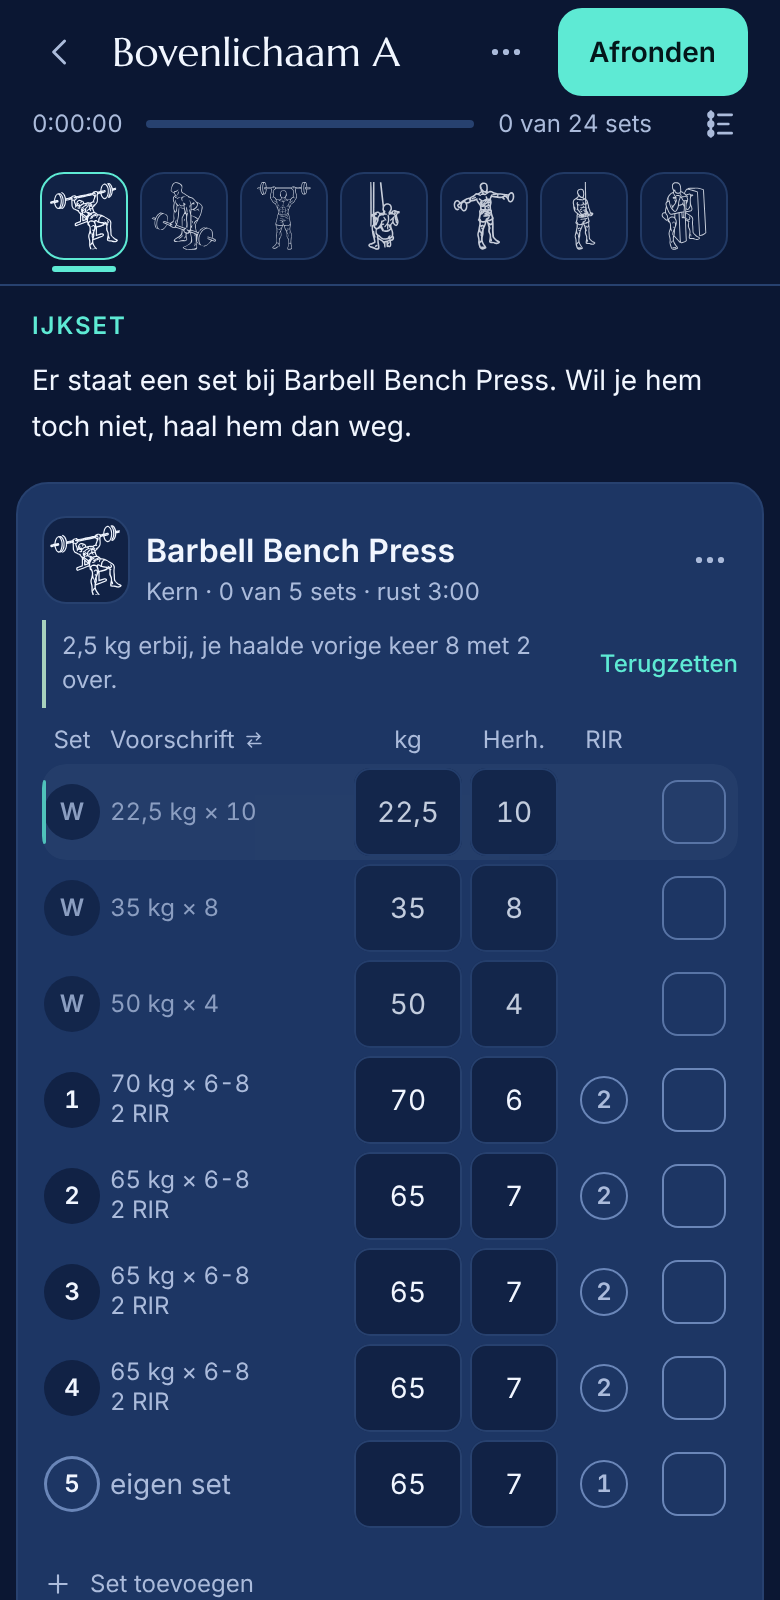 Bovenlichaam A
Afronden
0:00:00
0 van 24 sets
IJKSET
Er staat een set bij Barbell Bench Press. Wil je hem
toch niet, haal hem dan weg.
Barbell Bench Press
Kern · 0 van 5 sets · rust 3:00
2,5 kg erbij, je haalde vorige keer 8 met 2
over.
Terugzetten
Set Voorschrift ⇄ kg Herh. RIR
W 22,5 kg × 10 22,5 10
W 35 kg × 8 35 8
W 50 kg × 4 50 4
1 70 kg × 6-8 70 6 2
2 RIR
2 65 kg × 6-8 65 7 2
2 RIR
3 65 kg × 6-8 65 7 2
2 RIR
4 65 kg × 6-8 65 7 2
2 RIR
5 eigen set 65 7 1
+ Set toevoegen